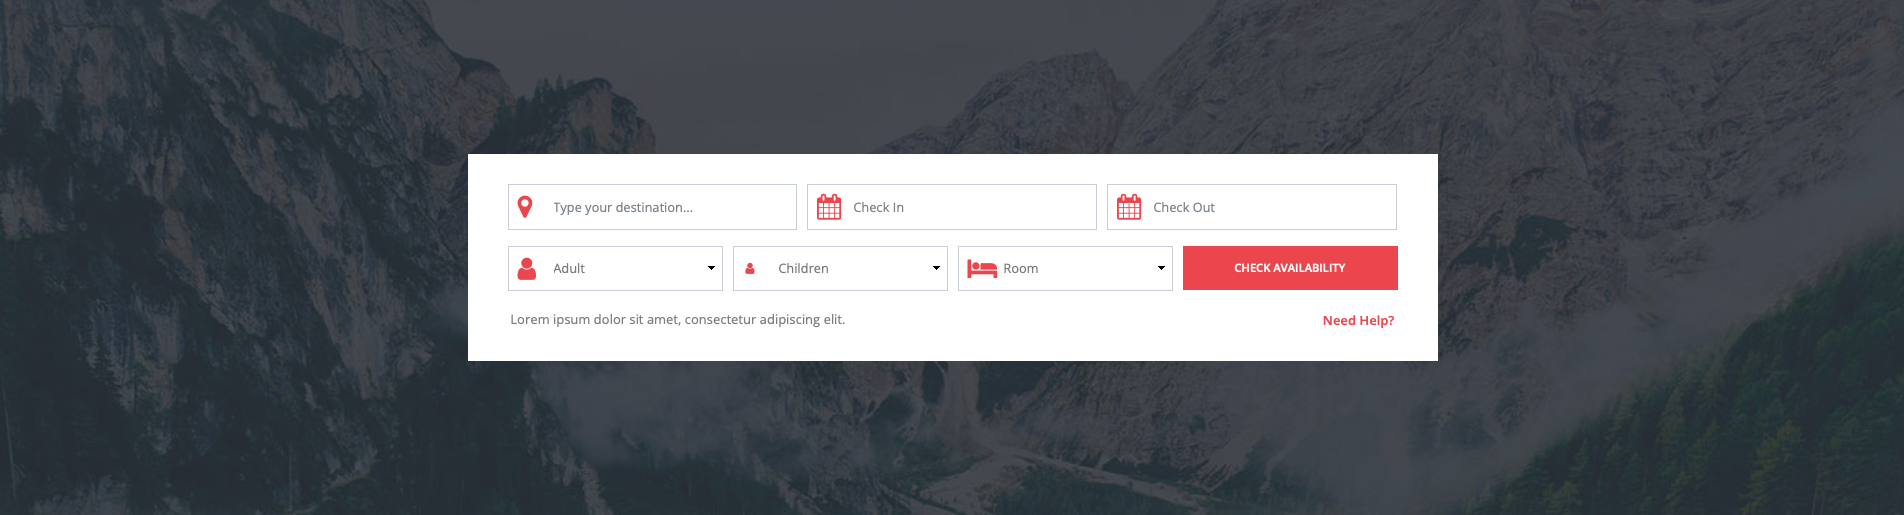 Type your destination...
Check In
Check Out
Adult
Children
Room
CHECK AVAILABILITY
Lorem ipsum dolor sit amet, consectetur adipiscing elit.
Need Help?